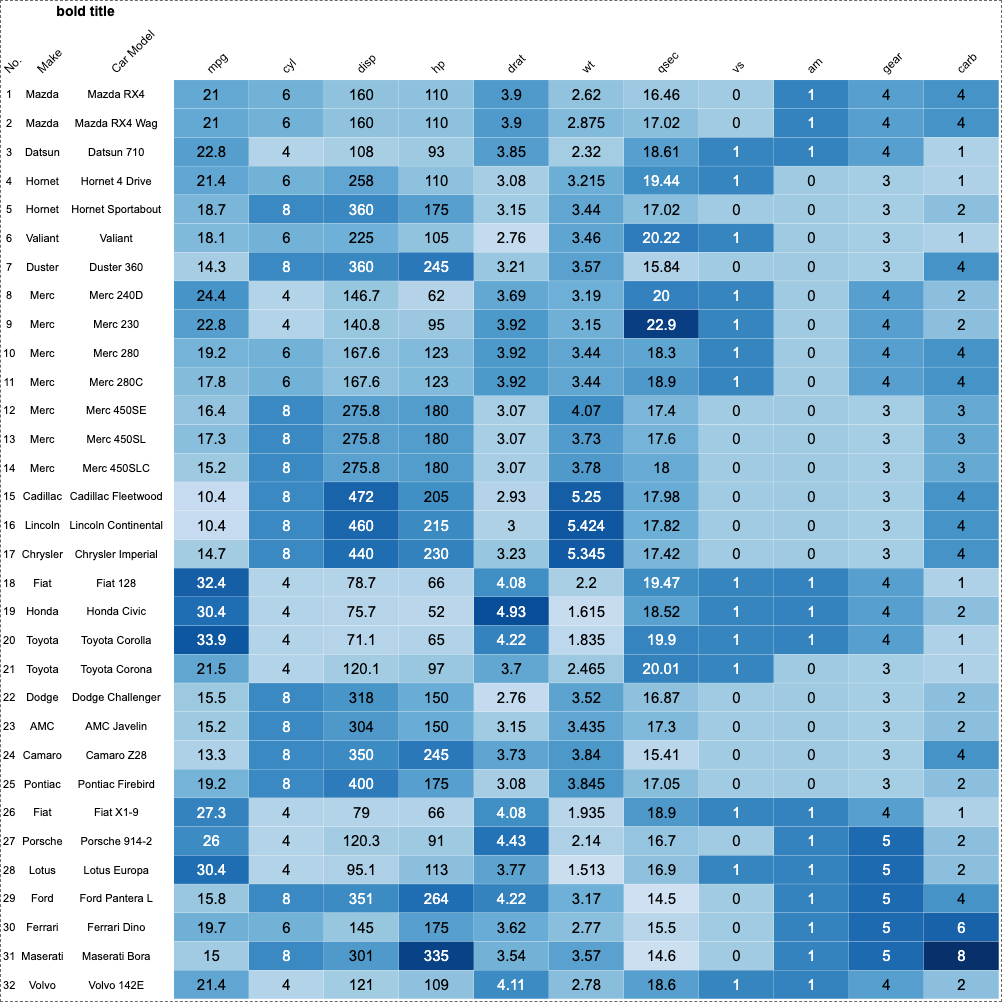 bold title
No. Make Car Model mpg cyl disp hp drat wt qsec vs am gear carb
1 Mazda Mazda RX4 21 6 160 110 3.9 2.62 16.46 0 1 4 4
2 Mazda Mazda RX4 Wag 21 6 160 110 3.9 2.875 17.02 0 1 4 4
3 Datsun Datsun 710 22.8 4 108 93 3.85 2.32 18.61 1 1 4 1
4 Hornet Hornet 4 Drive 21.4 6 258 110 3.08 3.215 19.44 1 0 3 1
5 Hornet Hornet Sportabout 18.7 8 360 175 3.15 3.44 17.02 0 0 3 2
6 Valiant Valiant 18.1 6 225 105 2.76 3.46 20.22 1 0 3 1
7 Duster Duster 360 14.3 8 360 245 3.21 3.57 15.84 0 0 3 4
8 Merc Merc 240D 24.4 4 146.7 62 3.69 3.19 20 1 0 4 2
9 Merc Merc 230 22.8 4 140.8 95 3.92 3.15 22.9 1 0 4 2
10 Merc Merc 280 19.2 6 167.6 123 3.92 3.44 18.3 1 0 4 4
11 Merc Merc 280C 17.8 6 167.6 123 3.92 3.44 18.9 1 0 4 4
12 Merc Merc 450SE 16.4 8 275.8 180 3.07 4.07 17.4 0 0 3 3
13 Merc Merc 450SL 17.3 8 275.8 180 3.07 3.73 17.6 0 0 3 3
14 Merc Merc 450SLC 15.2 8 275.8 180 3.07 3.78 18 0 0 3 3
15 Cadillac Cadillac Fleetwood 10.4 8 472 205 2.93 5.25 17.98 0 0 3 4
16 Lincoln Lincoln Continental 10.4 8 460 215 3 5.424 17.82 0 0 3 4
17 Chrysler Chrysler Imperial 14.7 8 440 230 3.23 5.345 17.42 0 0 3 4
18 Fiat Fiat 128 32.4 4 78.7 66 4.08 2.2 19.47 1 1 4 1
19 Honda Honda Civic 30.4 4 75.7 52 4.93 1.615 18.52 1 1 4 2
20 Toyota Toyota Corolla 33.9 4 71.1 65 4.22 1.835 19.9 1 1 4 1
21 Toyota Toyota Corona 21.5 4 120.1 97 3.7 2.465 20.01 1 0 3 1
22 Dodge Dodge Challenger 15.5 8 318 150 2.76 3.52 16.87 0 0 3 2
23 AMC AMC Javelin 15.2 8 304 150 3.15 3.435 17.3 0 0 3 2
24 Camaro Camaro Z28 13.3 8 350 245 3.73 3.84 15.41 0 0 3 4
25 Pontiac Pontiac Firebird 19.2 8 400 175 3.08 3.845 17.05 0 0 3 2
26 Fiat Fiat X1-9 27.3 4 79 66 4.08 1.935 18.9 1 1 4 1
27 Porsche Porsche 914-2 26 4 120.3 91 4.43 2.14 16.7 0 1 5 2
28 Lotus Lotus Europa 30.4 4 95.1 113 3.77 1.513 16.9 1 1 5 2
29 Ford Ford Pantera L 15.8 8 351 264 4.22 3.17 14.5 0 1 5 4
30 Ferrari Ferrari Dino 19.7 6 145 175 3.62 2.77 15.5 0 1 5 6
31 Maserati Maserati Bora 15 8 301 335 3.54 3.57 14.6 0 1 5 8
32 Volvo Volvo 142E 21.4 4 121 109 4.11 2.78 18.6 1 1 4 2